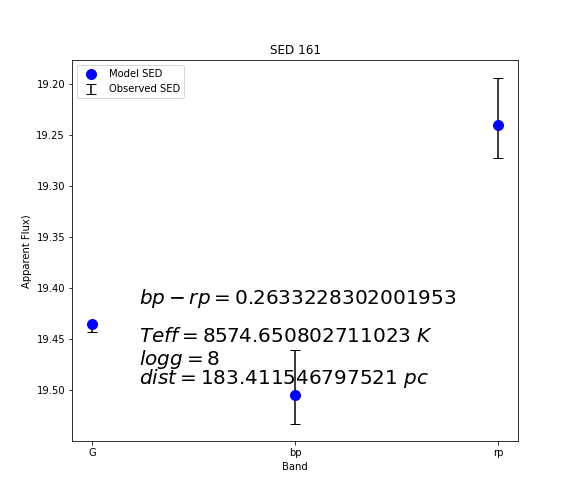 SED 161
Model SED
Observed SED
19.20
19.25
19.30
19.35
19.40
19.45
19.50
Apparent Flux)
bp − rp = 0.2633228302001953
Teff = 8574.650802711023 K
logg = 8
dist = 183.411546797521 pc
G bp rp
Band